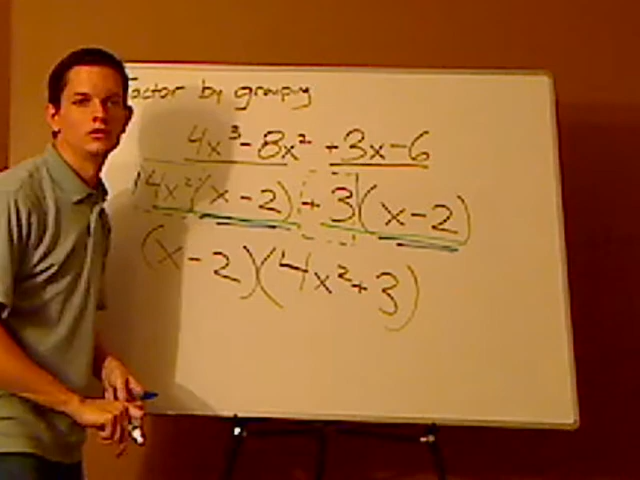 Factor by grouping
4x³-8x²+3x-6
4x²(x-2)+3(x-2)
(x-2)(4x²+3)